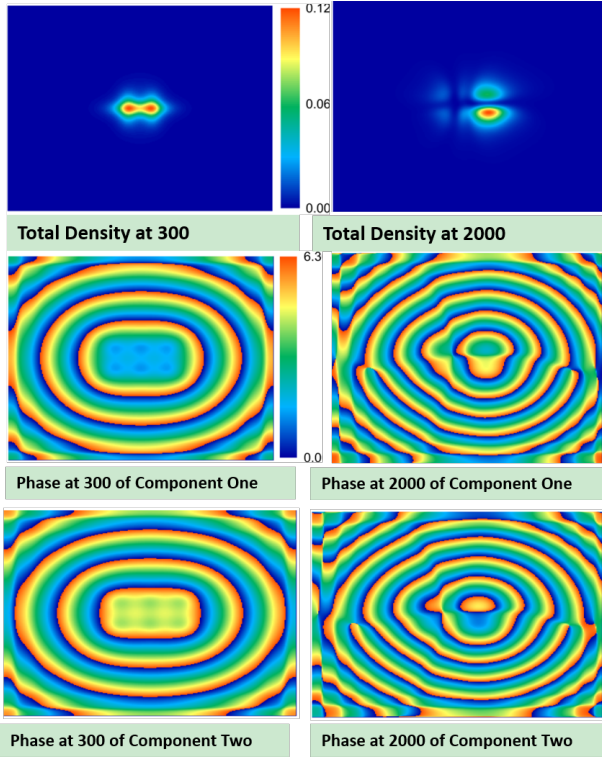 0.12
0.06
0.00
Total Density at 300
Total Density at 2000
6.3
0.0
Phase at 300 of Component One
Phase at 2000 of Component One
Phase at 300 of Component Two
Phase at 2000 of Component Two